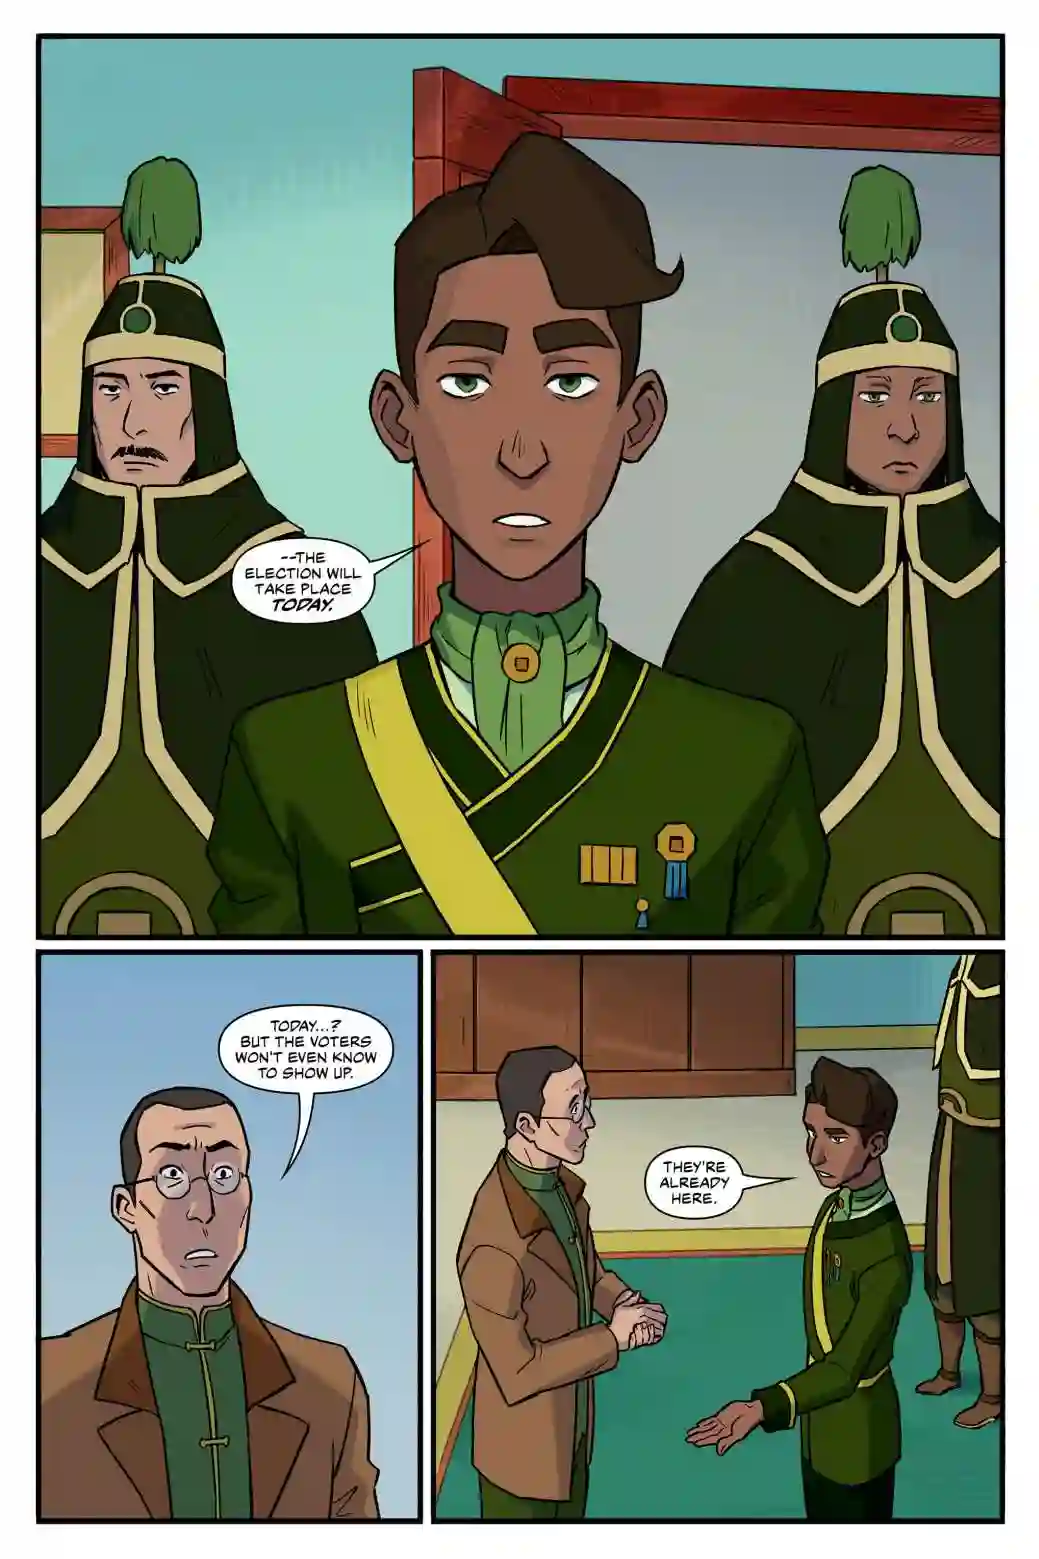 --THE
ELECTION WILL
TAKE PLACE
TODAY.
TODAY...?
BUT THE VOTERS
WON'T EVEN KNOW
TO SHOW UP.
THEY'RE
ALREADY
HERE.